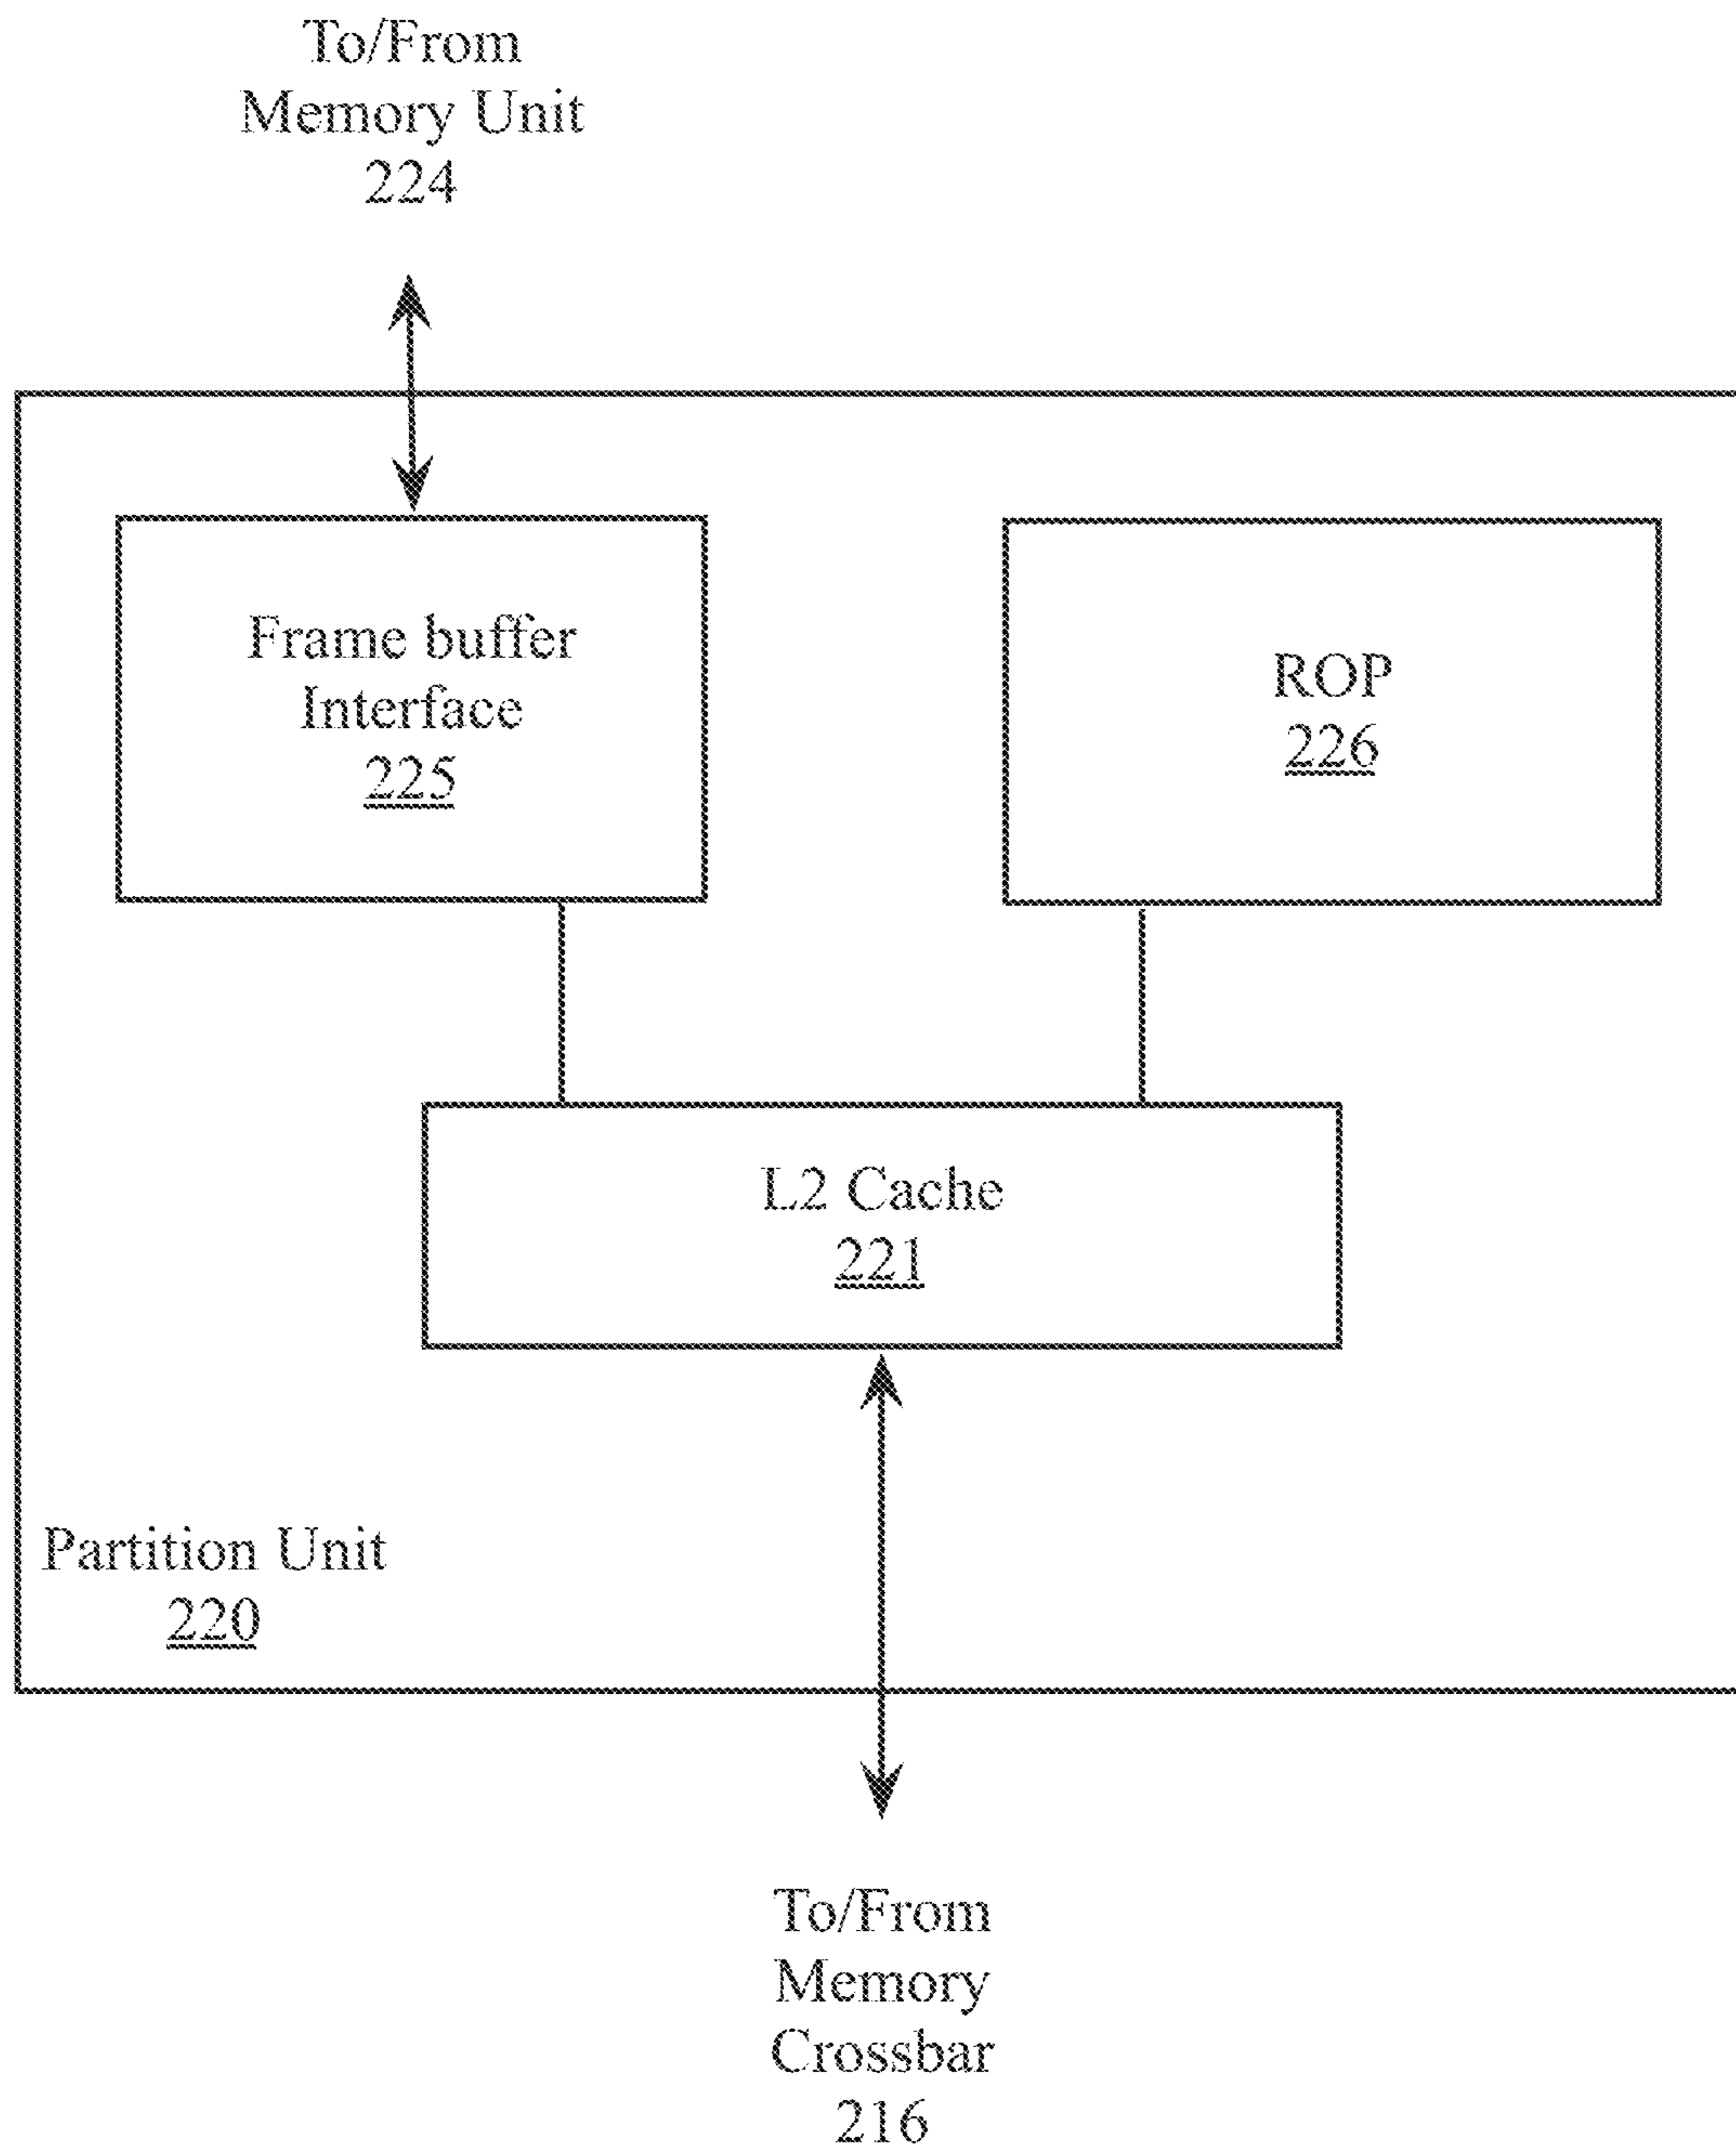 To/From
Memory Unit
224
Frame buffer
Interface
225
ROP
226
L2 Cache
221
Partition Unit
220
To/From
Memory
Crossbar
216